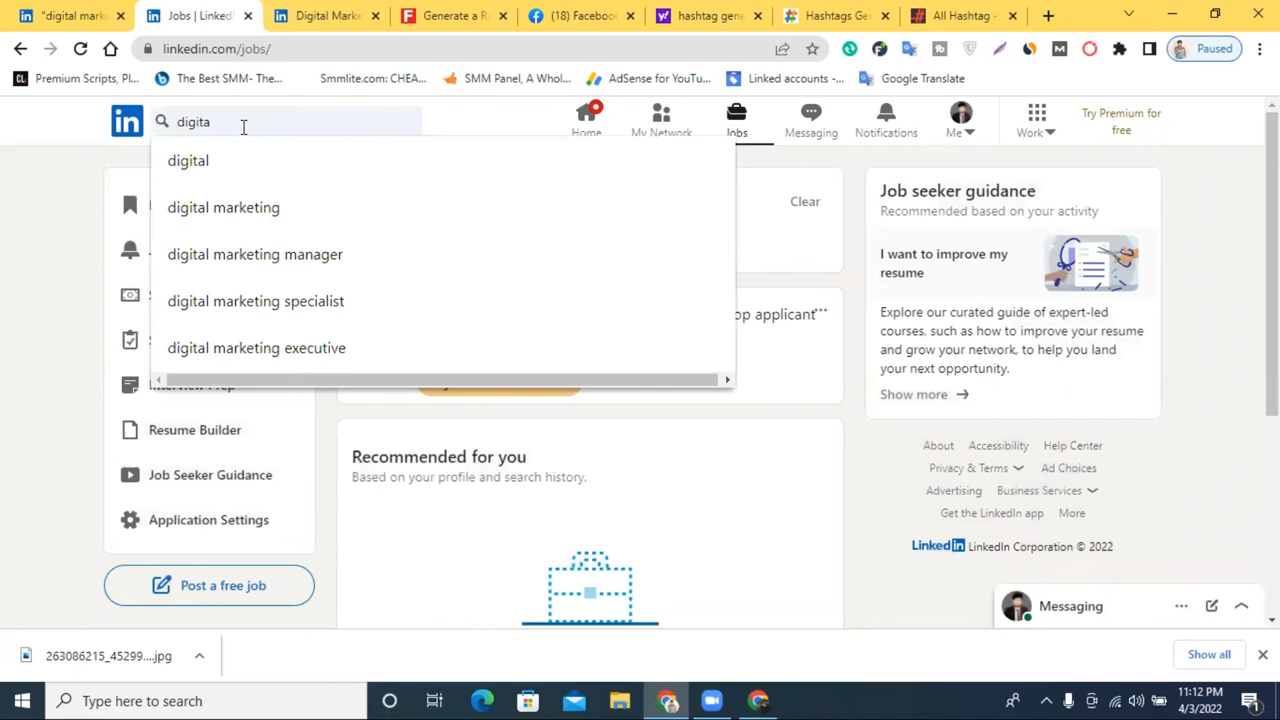 "digital mark
Jobs | LinkedI
Digital Marke
Generate a Ra
(18) Facebook
hashtag gene
Hashtags Gen
All Hashtag -
linkedin.com/jobs/
Paused
Premium Scripts, Pl...
The Best SMM- The...
Smmlite.com: CHEA...
SMM Panel, A Whol...
AdSense for YouTu...
Linked accounts -...
Google Translate
digita
Home
My Network
Jobs
Messaging
Notifications
Me
Work
Try Premium for
free
digital
digital marketing
digital marketing manager
digital marketing specialist
digital marketing executive
Clear
op applicant
Interview Prep
Resume Builder
Job Seeker Guidance
Application Settings
Post a free job
Recommended for you
Based on your profile and search history.
Job seeker guidance
Recommended based on your activity
I want to improve my
resume
Explore our curated guide of expert-led
courses, such as how to improve your resume
and grow your network, to help you land
your next opportunity.
Show more
About Accessibility Help Center
Privacy & Terms Ad Choices
Advertising Business Services
Get the LinkedIn app More
LinkedIn LinkedIn Corporation © 2022
Messaging
263086215_45299....jpg
Show all
Type here to search
11:12 PM
4/3/2022